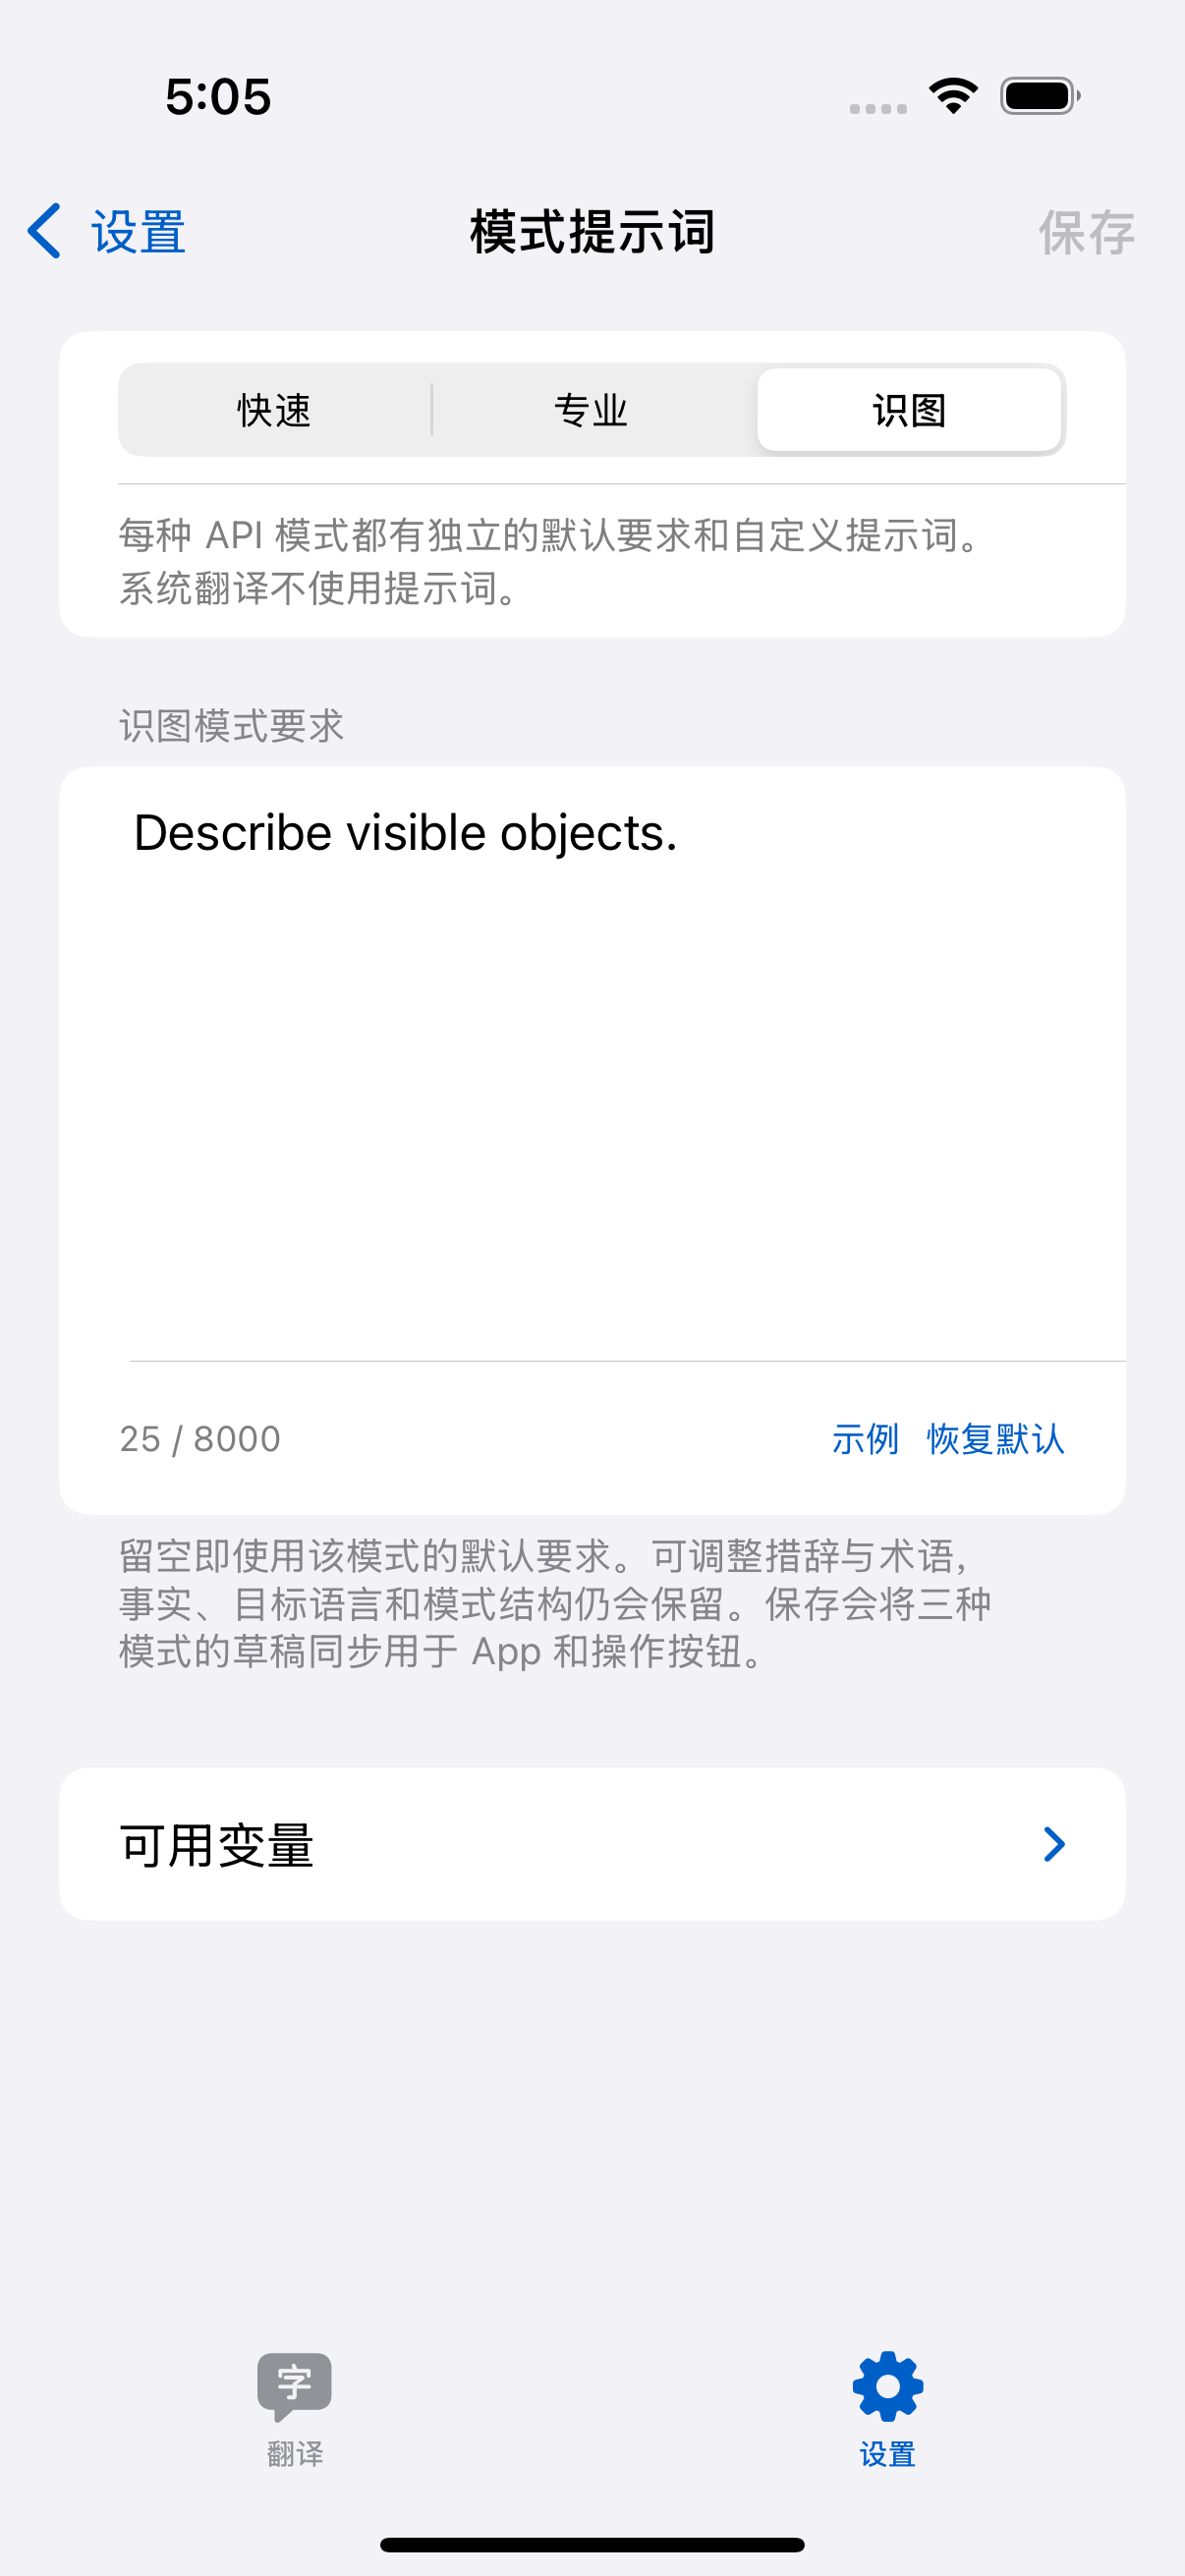 5:05
设置
模式提示词
保存
快速
专业
识图
每种 API 模式都有独立的默认要求和自定义提示词。
系统翻译不使用提示词。
识图模式要求
Describe visible objects.
25 / 8000
示例
恢复默认
留空即使用该模式的默认要求。可调整措辞与术语，
事实、目标语言和模式结构仍会保留。保存会将三种
模式的草稿同步用于 App 和操作按钮。
可用变量
字
翻译
设置